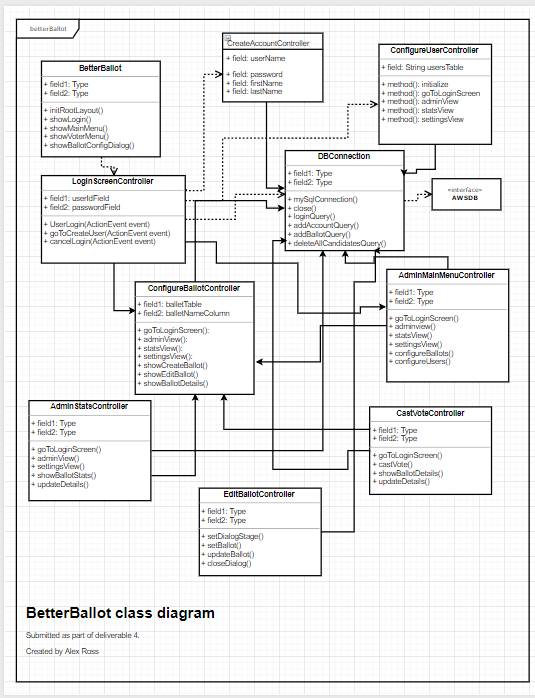 betterBallot
CreateAccountController
+ field: userName
+ field: password
+ field: firstName
+ field: lastName
ConfigureUserController
+ field: String usersTable
+ method(): initialize
+ method(): goToLoginScreen
+ method(): adminView
+ method(): statsView
+ method(): settingsView
BetterBallot
+ field1: Type
+ field2: Type
+ initRootLayout()
+ showLogin()
+ showMainMenu()
+ showVoterMenu()
+ showBallotConfigDialog()
DBConnection
+ field1: Type
+ field2: Type
+ mySqlConnection()
+ close()
+ loginQuery()
+ addAccountQuery()
+ addBallotQuery()
+ deleteAllCandidatesQuery()
«interface»
AWSDB
LoginScreenController
+ field1: userIdField
+ field2: passwordField
+ UserLogin(ActionEvent event)
+ goToCreateUser(ActionEvent event)
+ cancelLogin(ActionEvent event)
ConfigureBallotController
+ field1: balletTable
+ field2: balletNameColumn
+ goToLoginScreen():
+ adminView():
+ statsView():
+ settingsView():
+ showCreateBallot()
+ showEditBallot()
+ showBallotDetails()
AdminMainMenuController
+ field1: Type
+ field2: Type
+ goToLoginScreen()
+ adminview()
+ statsView()
+ settingsView()
+ configureBallots()
+ configureUsers()
AdminStatsController
+ field1: Type
+ field2: Type
+ goToLoginScreen()
+ adminView()
+ settingsView()
+ showBallotStats()
+ updateDetails()
CastVoteController
+ field1: Type
+ field2: Type
+ goToLoginScreen()
+ castVote()
+ showBallotDetails()
+ updateDetails()
EditBallotController
+ field1: Type
+ field2: Type
+ setDialogStage()
+ setBallot()
+ updateBallot()
+ closeDialog()
BetterBallot class diagram
Submitted as part of deliverable 4.
Created by Alex Ross